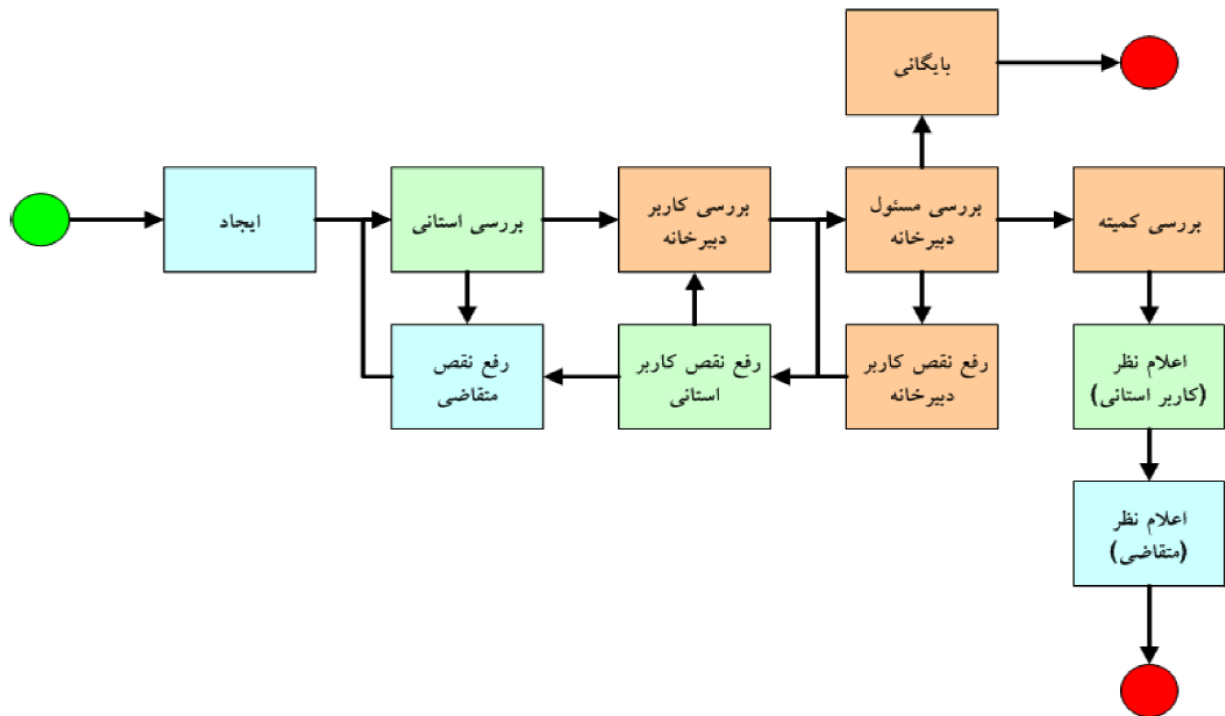 بایگانی
ایجاد
بررسی استانی
بررسی کاربر
دبیرخانه
بررسی مسئول
دبیرخانه
بررسی کمیته
رفع نقص
متقاضی
رفع نقص کاربر
استانی
رفع نقص کاربر
دبیرخانه
اعلام نظر
(کاربر استانی)
اعلام نظر
(متقاضی)